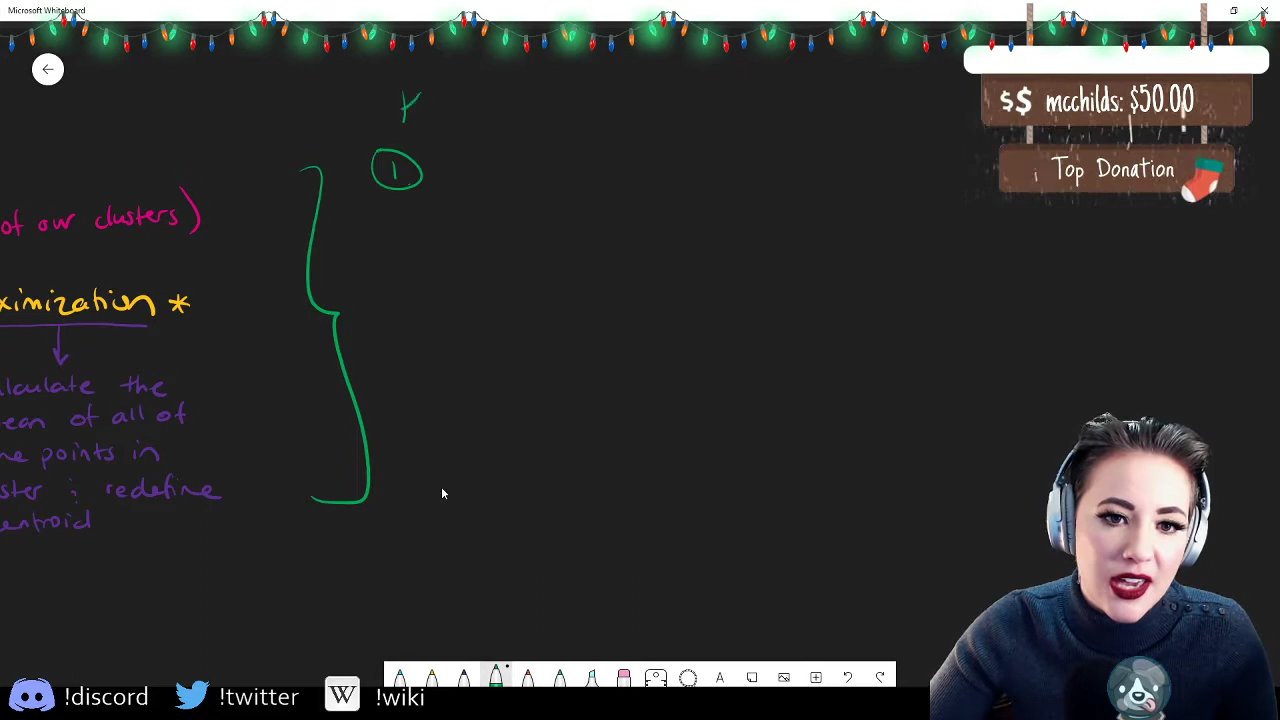 Microsoft Whiteboard
$$ mcchilds: $50.00
Top Donation
1
of our clusters)
ximization *
lculate the
ean of all of
ne points in
ster : redefine
entroid
A
!discord
!twitter
W !wiki